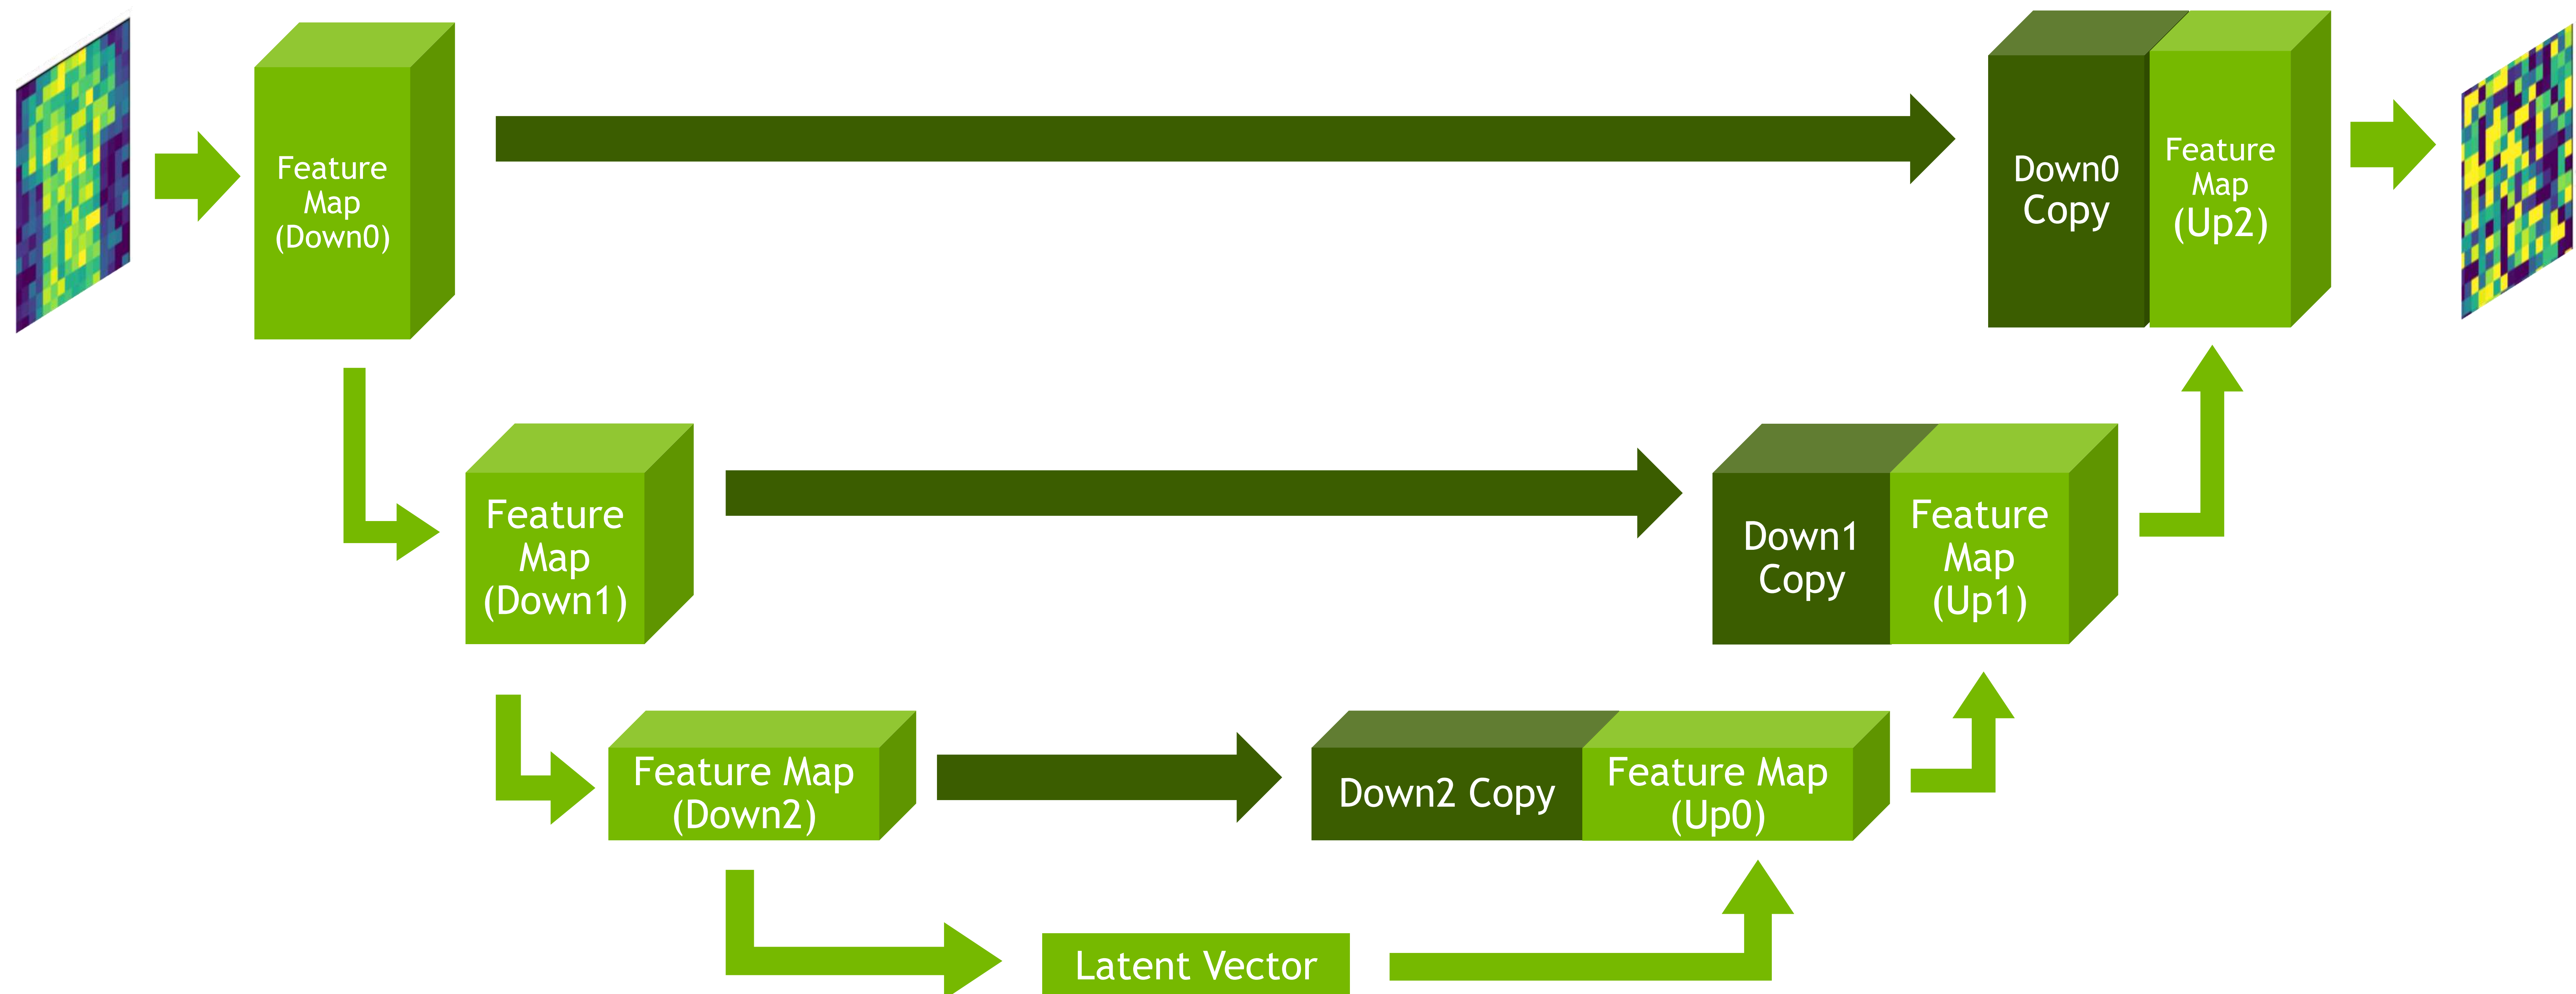 Feature
Map
(Down0)
Down0
Copy
Feature
Map
(Up2)
Feature
Map
(Down1)
Down1
Copy
Feature
Map
(Up1)
Feature Map
(Down2)
Down2 Copy
Feature Map
(Up0)
Latent Vector